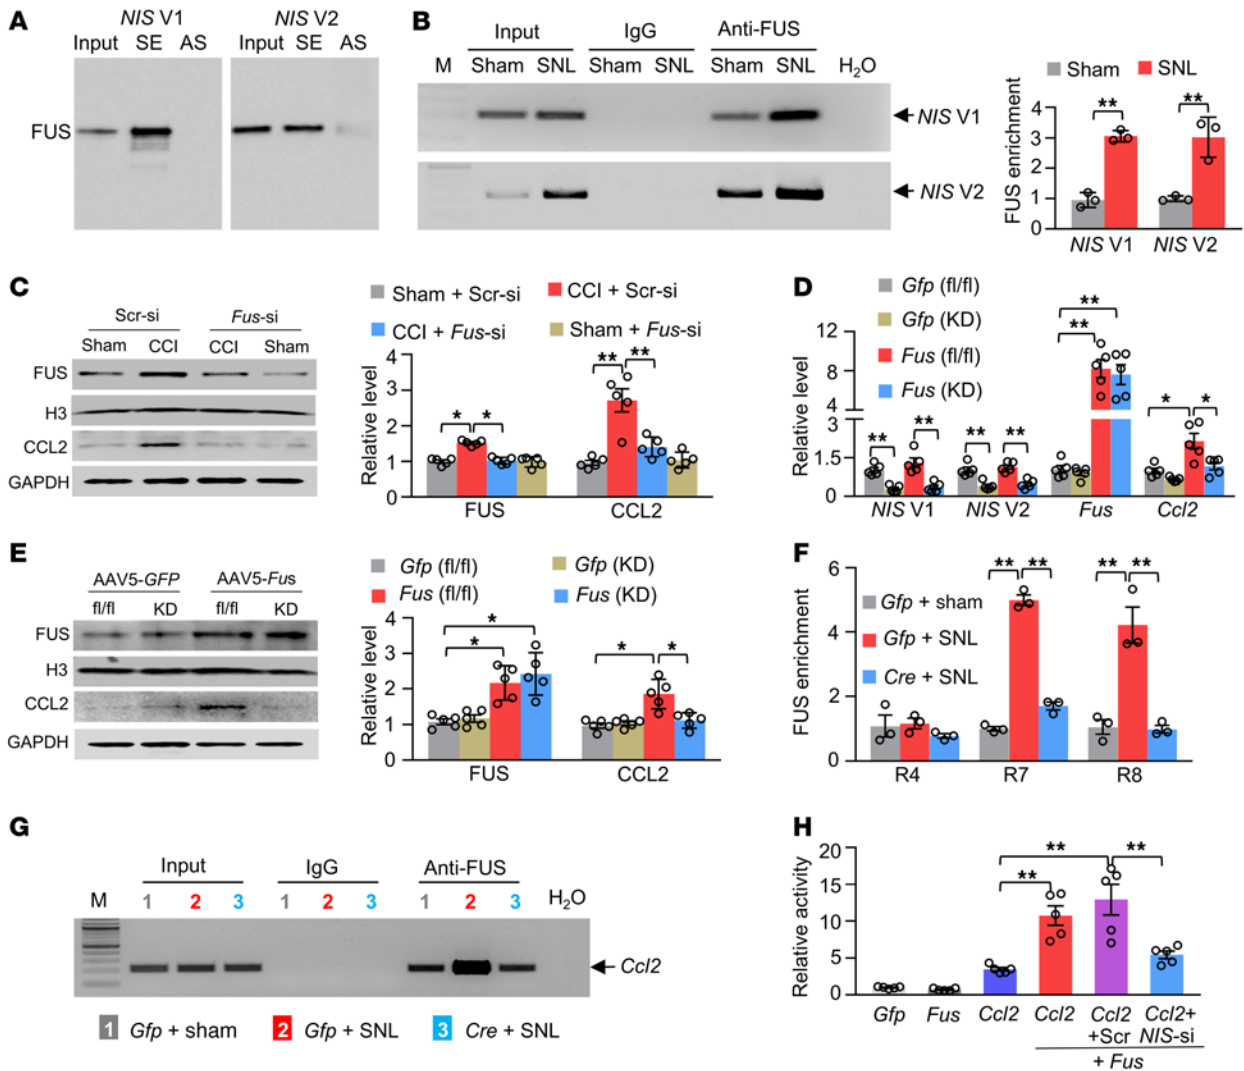 A
NIS V1
NIS V2
Input SE AS
Input SE AS
FUS
B
Input IgG Anti-FUS
M Sham SNL Sham SNL Sham SNL H₂O
NIS V1
NIS V2
Sham SNL
FUS enrichment
4
3
2
1
0
** **
NIS V1 NIS V2
C
Scr-si Fus-si
Sham CCI CCI Sham
FUS
H3
CCL2
GAPDH
Sham + Scr-si CCI + Scr-si
CCI + Fus-si Sham + Fus-si
Relative level
4
3
2
1
0
* * ** **
FUS CCL2
D
Gfp (fl/fl)
Gfp (KD)
Fus (fl/fl)
Fus (KD)
Relative level
12
8
4
3
1.5
0
** ** ** ** ** ** * *
NIS V1 NIS V2 Fus Ccl2
E
AAV5-GFP AAV5-Fus
fl/fl KD fl/fl KD
FUS
H3
CCL2
GAPDH
Gfp (fl/fl) Gfp (KD)
Fus (fl/fl) Fus (KD)
Relative level
4
3
2
1
0
* * * *
FUS CCL2
F
Gfp + sham
Gfp + SNL
Cre + SNL
FUS enrichment
6
4
2
0
** ** ** **
R4 R7 R8
G
Input IgG Anti-FUS
M 1 2 3 1 2 3 1 2 3 H₂O
Ccl2
1 Gfp + sham 2 Gfp + SNL 3 Cre + SNL
H
Relative activity
20
15
10
5
0
** ** **
Gfp Fus Ccl2 Ccl2 Ccl2 Ccl2+
+Scr NIS-si
+ Fus